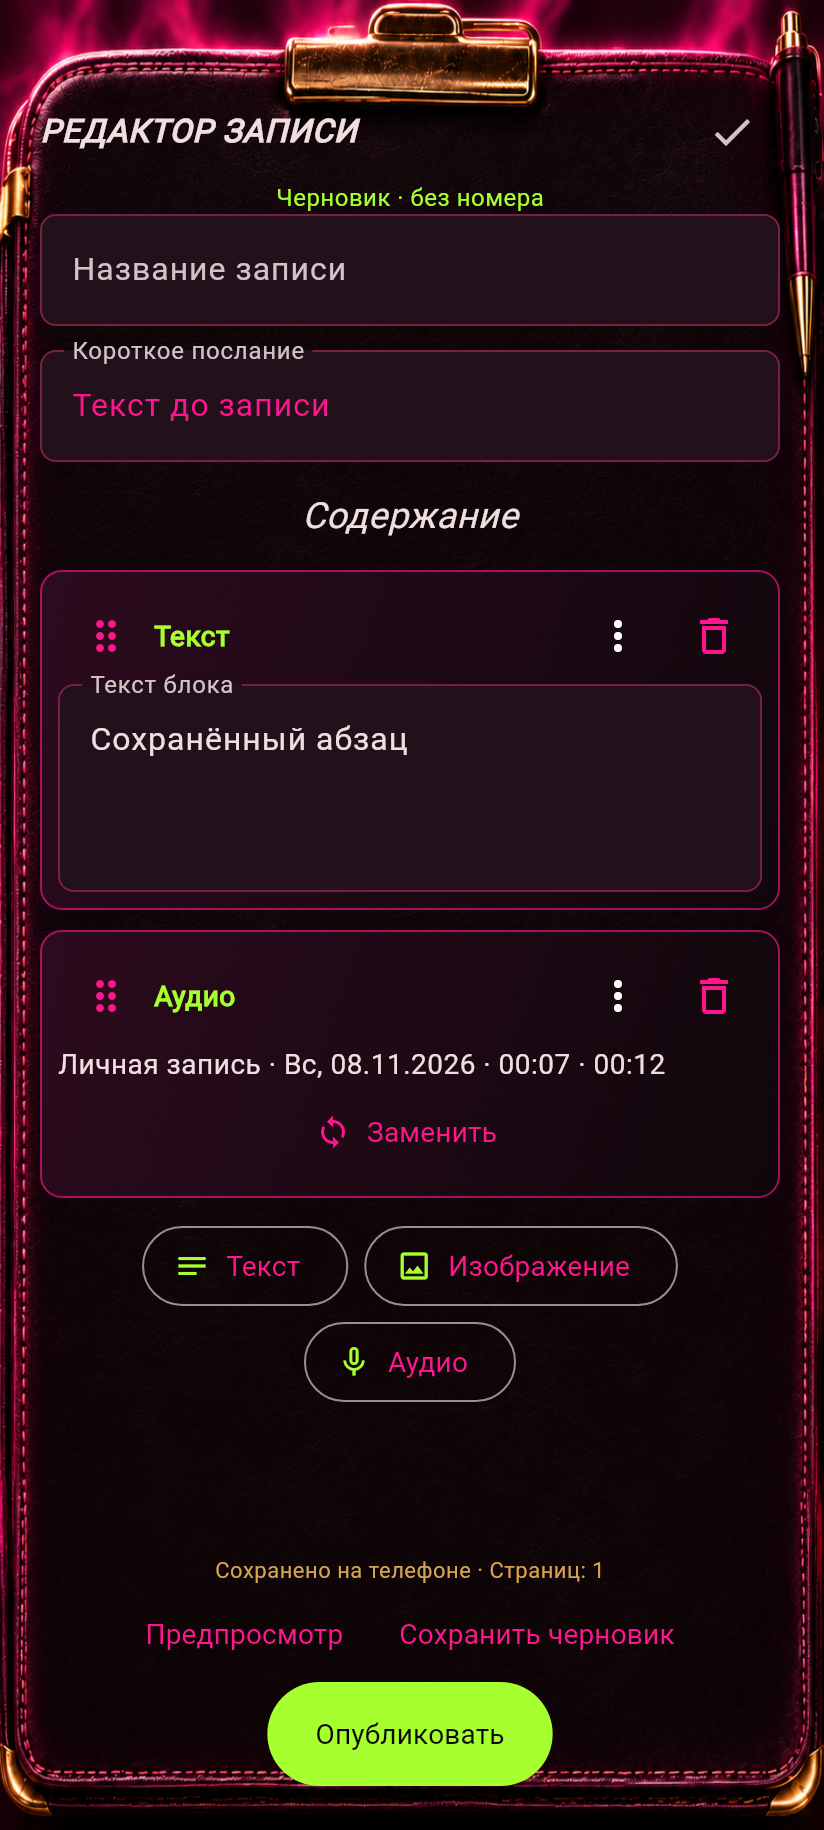 РЕДАКТОР ЗАПИСИ
Черновик · без номера
Название записи
Короткое послание
Текст до записи
Содержание
Текст
Текст блока
Сохранённый абзац
Аудио
Личная запись · Вс, 08.11.2026 · 00:07 · 00:12
Заменить
Текст
Изображение
Аудио
Сохранено на телефоне · Страниц: 1
Предпросмотр
Сохранить черновик
Опубликовать